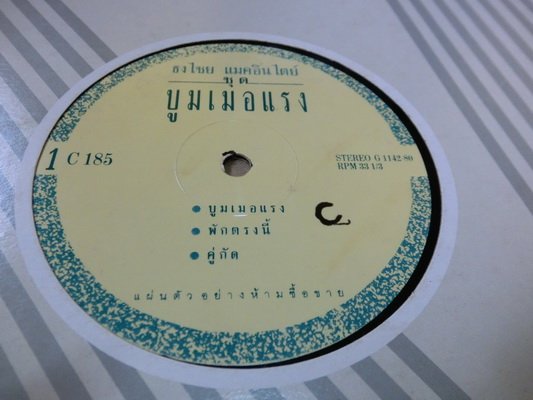 ธงไชย แมคอินไตย์
ชุด
บูมเมอแรง
1 C 185
STEREO G 1142 80
RPM 33 1/3
● บูมเมอแรง
● พักตรงนี้
● คู่กัด
C
แผ่นตัวอย่างห้ามซื้อขาย